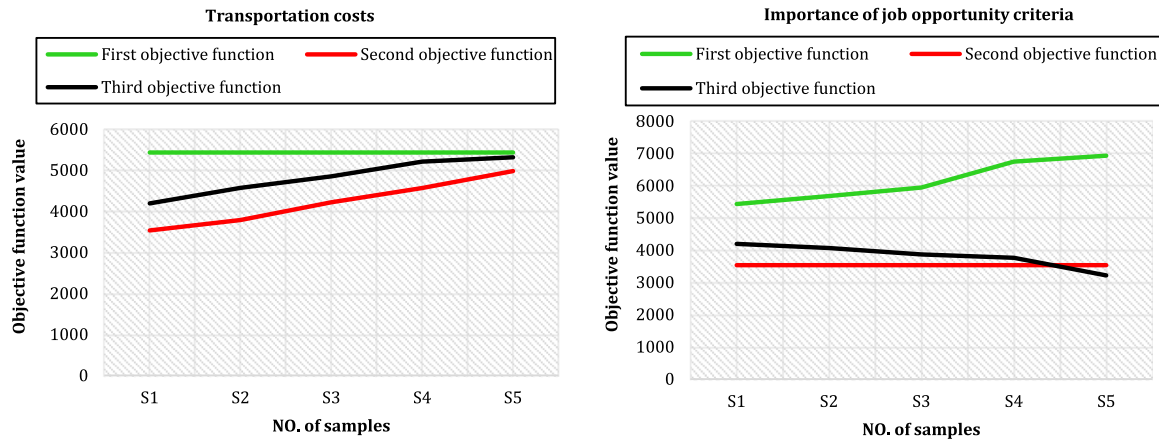 Transportation costs
First objective function
Second objective function
Third objective function
6000
5000
4000
3000
2000
1000
0
Objective function value
S1 S2 S3 S4 S5
NO. of samples
Importance of job opportunity criteria
First objective function
Second objective function
Third objective function
8000
7000
6000
5000
4000
3000
2000
1000
0
Objective function value
S1 S2 S3 S4 S5
NO. of samples